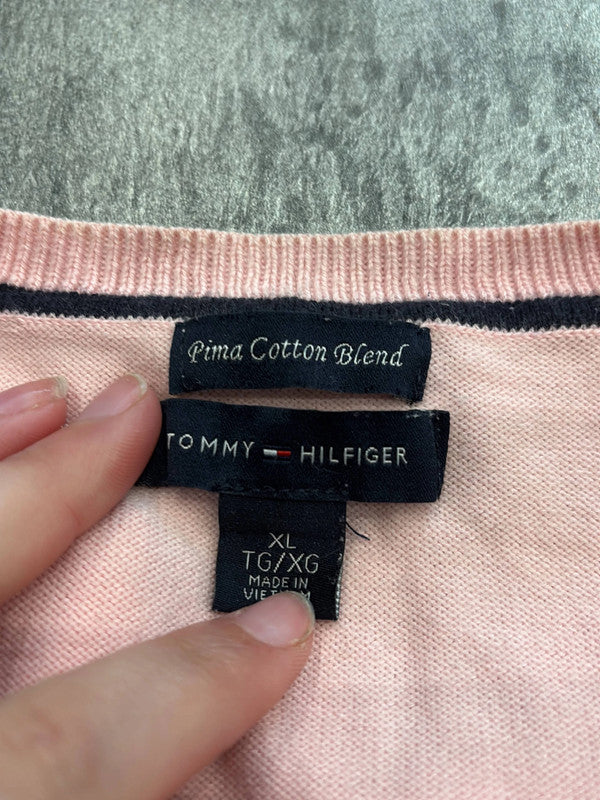 Pima Cotton Blend
TOMMY HILFIGER
XL
TG/XG
MADE IN